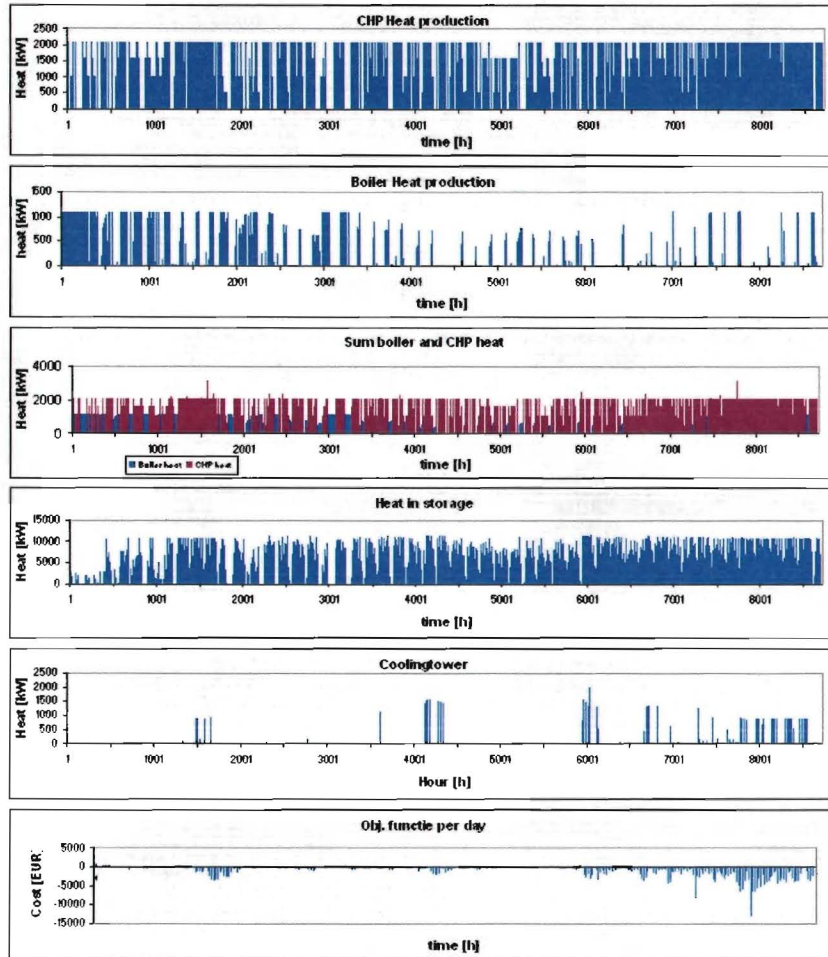 CHP Heat production
Heat [kW]
2500
2000
1500
1000
500
0
1 1001 2001 3001 4001 5001 6001 7001 8001
time [h]
Boiler Heat production
heat [kW]
1500
1000
500
0
1 1001 2001 3001 4001 5001 6001 7001 8001
time [h]
Sum boiler and CHP heat
Heat [kW]
4000
2000
0
1 1001 2001 3001 4001 5001 6001 7001 8001
Boiler heat CHP heat
time [h]
Heat in storage
Heat [kW]
15000
10000
5000
0
1 1001 2001 3001 4001 5001 6001 7001 8001
time [h]
Coolingtower
Heat [kW]
2500
2000
1500
1000
500
0
1 1001 2001 3001 4001 5001 6001 7001 8001
Hour [h]
Obj. functie per day
Cost [EUR]
5000
0
-5000
-10000
-15000
time [h]